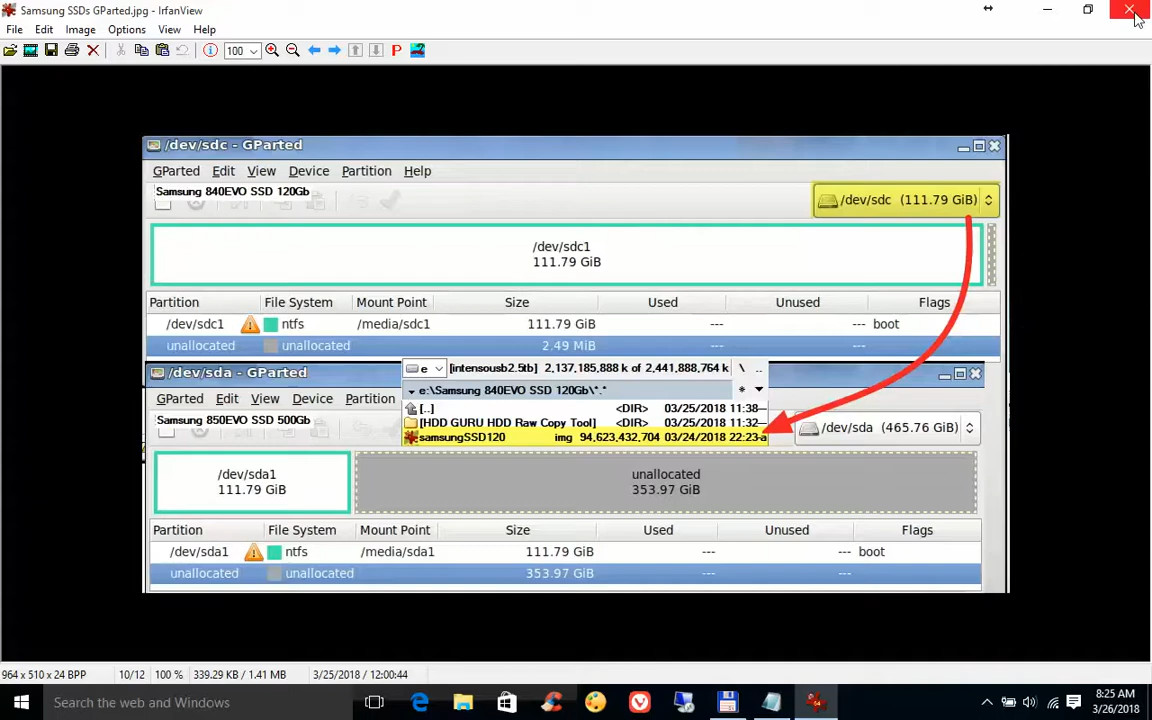 Samsung SSDs GParted.jpg - IrfanView
File Edit Image Options View Help
100
/dev/sdc - GParted
GParted Edit View Device Partition Help
Samsung 840EVO SSD 120Gb
/dev/sdc (111.79 GiB)
/dev/sdc1
111.79 GiB
Partition File System Mount Point Size Used Unused Flags
/dev/sdc1 ntfs /media/sdc1 111.79 GiB --- --- boot
unallocated unallocated 2.49 MiB --- ---
/dev/sda - GParted
GParted Edit View Device Partition
Samsung 850EVO SSD 500Gb
e [intensousb2.5tb] 2,137,185,888 k of 2,441,888,764 k \ ..
e:\Samsung 840EVO SSD 120Gb\*.* *
[..] <DIR> 03/25/2018 11:38—
[HDD GURU HDD Raw Copy Tool] <DIR> 03/25/2018 11:32—
samsungSSD120 img 94,623,432,704 03/24/2018 22:23-a
/dev/sda (465.76 GiB)
/dev/sda1
111.79 GiB
unallocated
353.97 GiB
Partition File System Mount Point Size Used Unused Flags
/dev/sda1 ntfs /media/sda1 111.79 GiB --- --- boot
unallocated unallocated 353.97 GiB --- ---
964 x 510 x 24 BPP 10/12 100 % 339.29 KB / 1.41 MB 3/25/2018 / 12:00:44
Search the web and Windows
8:25 AM
3/26/2018